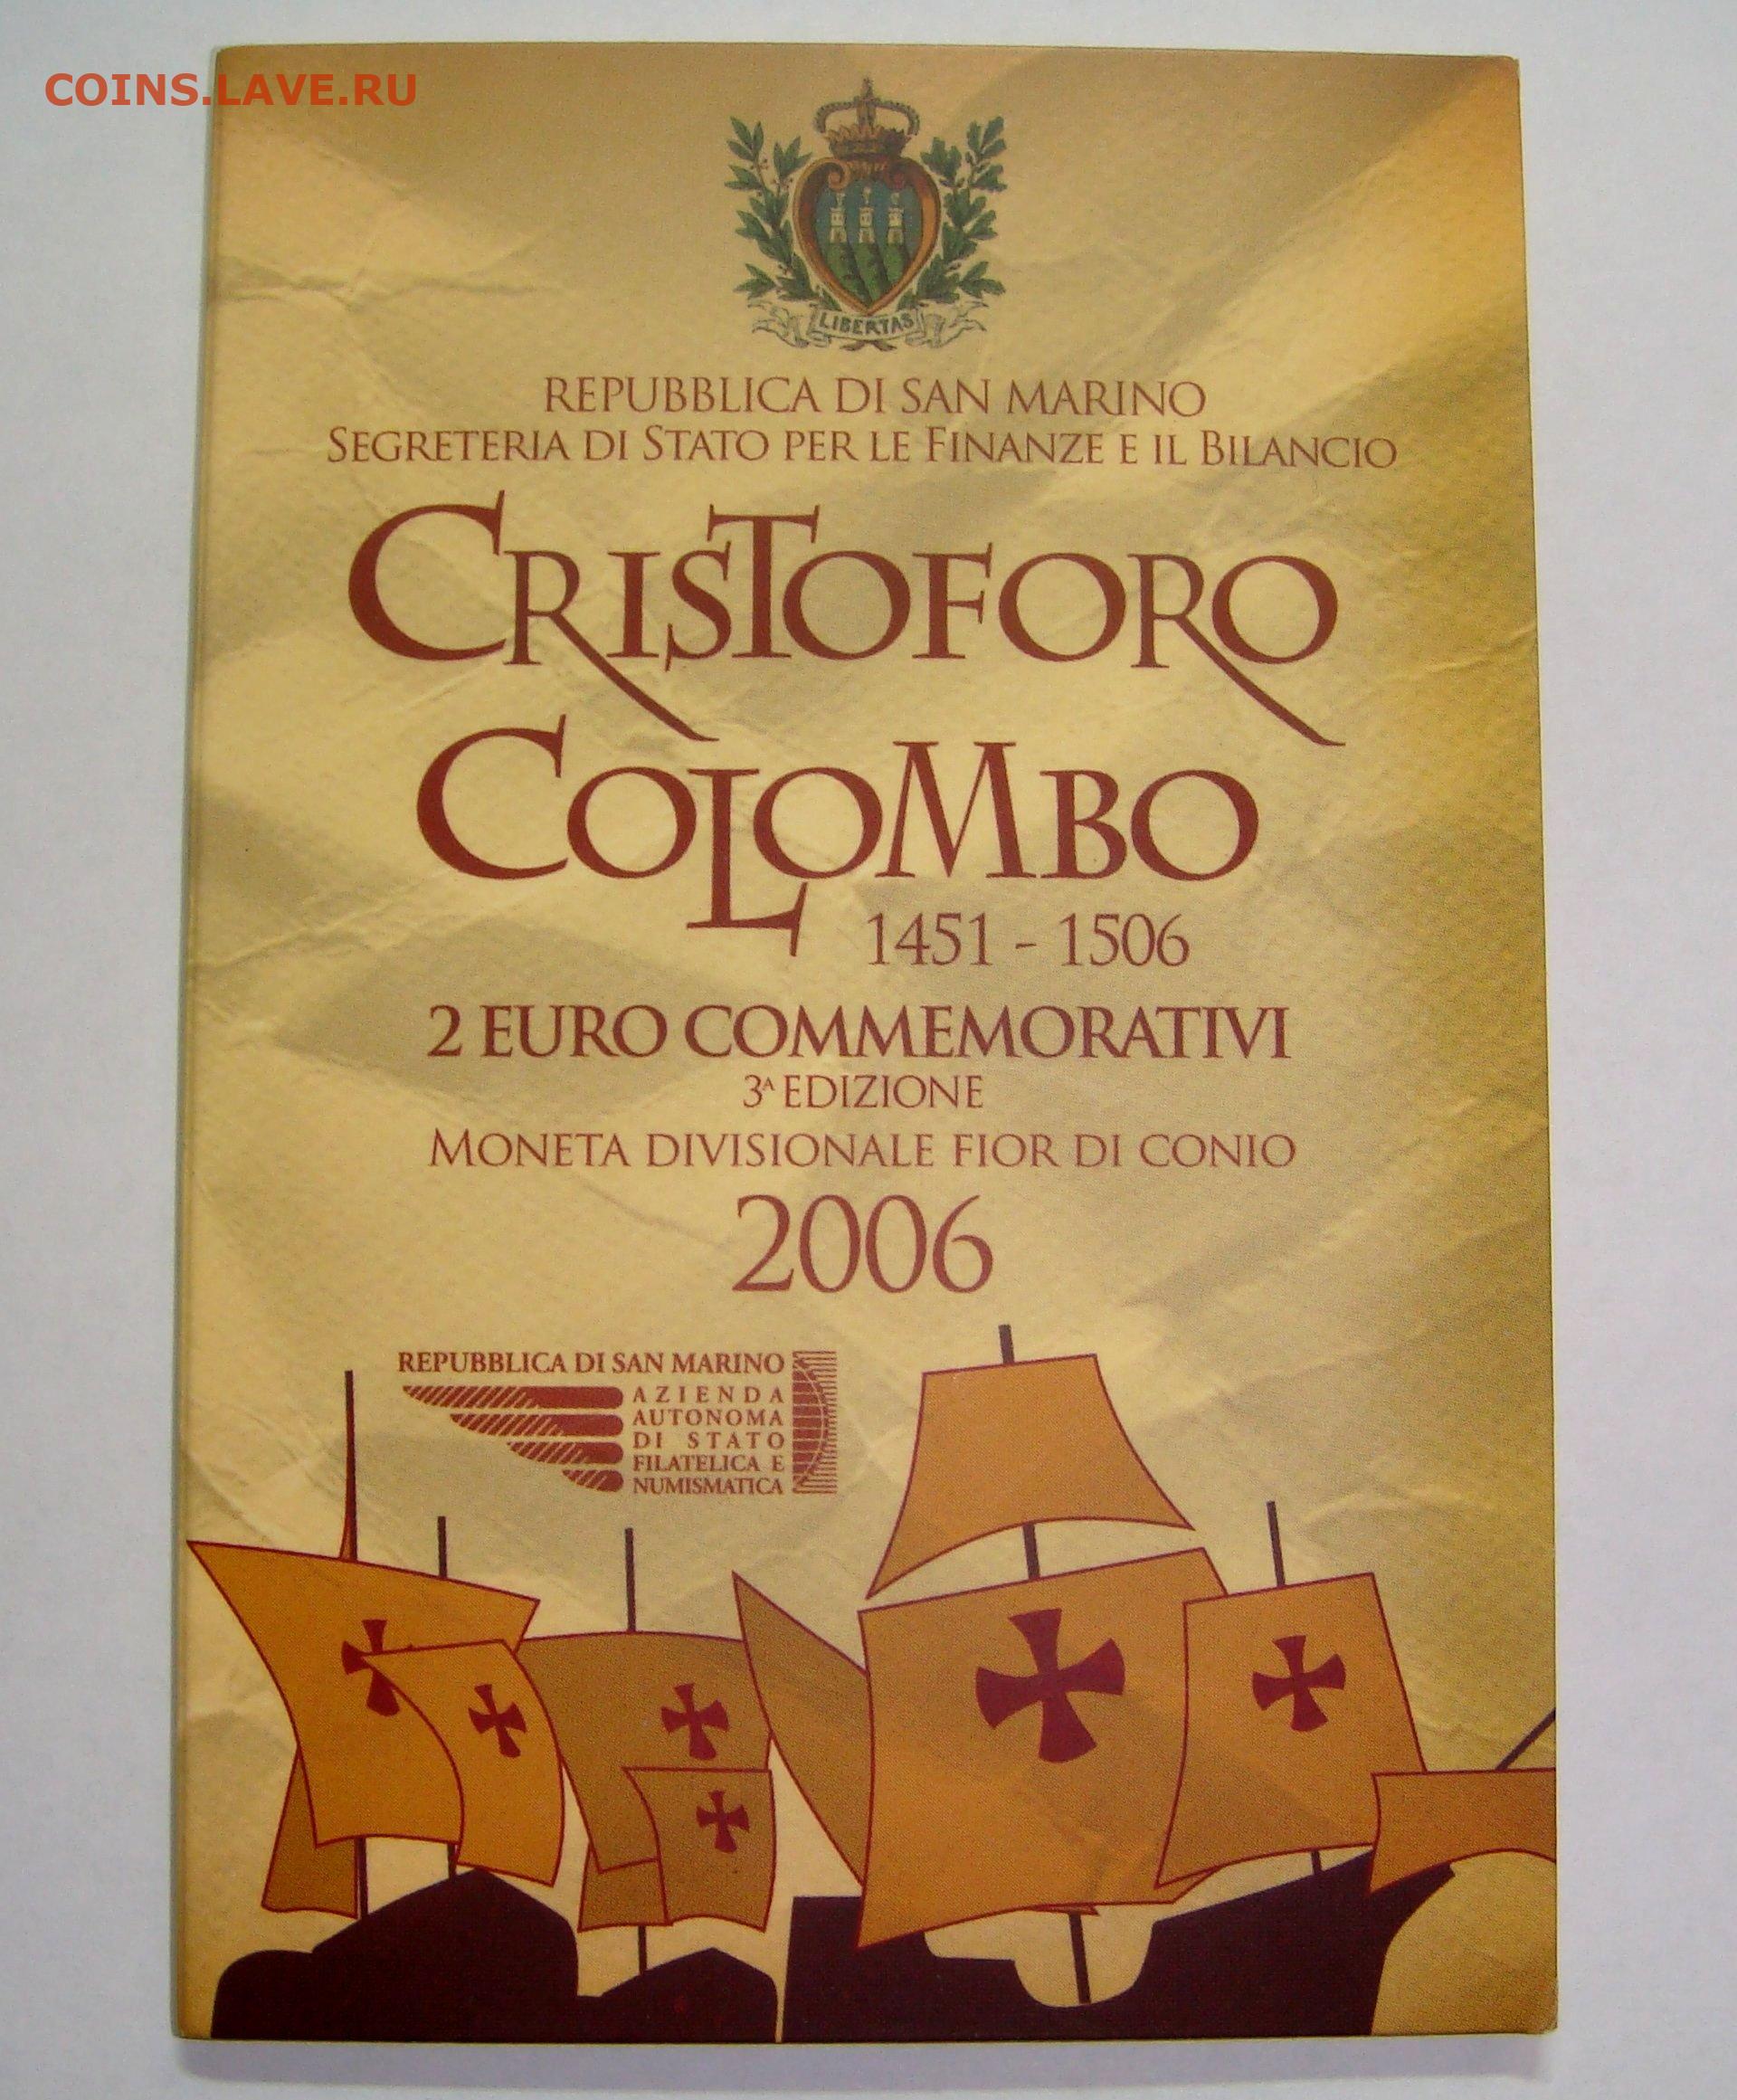 COINS.LAVE.RU
LIBERTAS
REPUBBLICA DI SAN MARINO
SEGRETERIA DI STATO PER LE FINANZE E IL BILANCIO
CRISTOFORO
COLOMBO
1451 - 1506
2 EURO COMMEMORATIVI
3A EDIZIONE
MONETA DIVISIONALE FIOR DI CONIO
2006
REPUBBLICA DI SAN MARINO
AZIENDA
AUTONOMA
DI STATO
FILATELICA E
NUMISMATICA